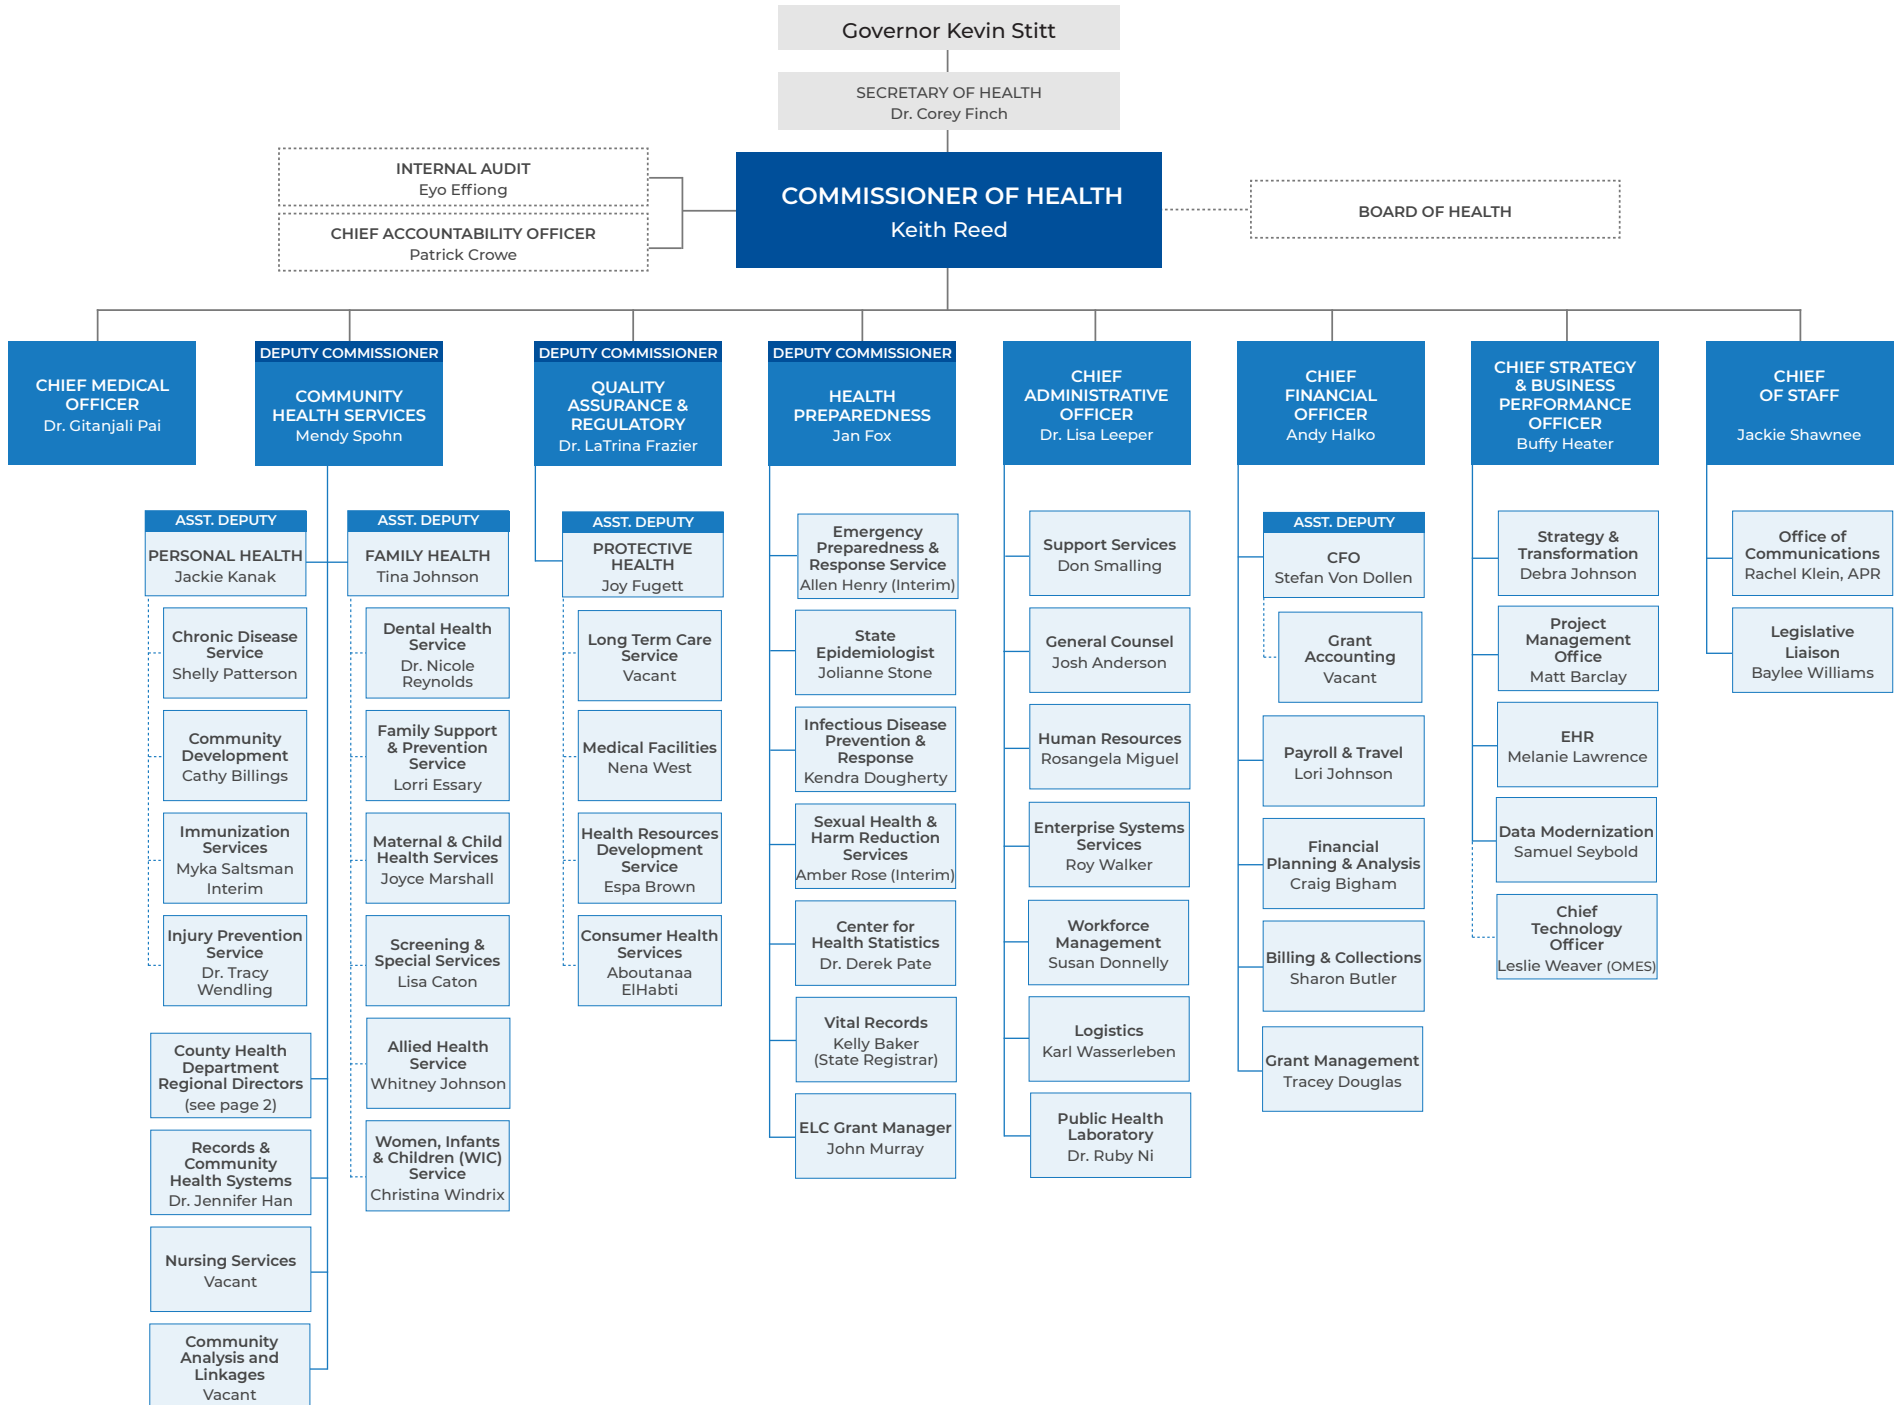 Governor Kevin Stitt
SECRETARY OF HEALTH
Dr. Corey Finch
INTERNAL AUDIT
Eyo Effiong
CHIEF ACCOUNTABILITY OFFICER
Patrick Crowe
COMMISSIONER OF HEALTH
Keith Reed
BOARD OF HEALTH
CHIEF MEDICAL
OFFICER
Dr. Gitanjali Pai
DEPUTY COMMISSIONER
COMMUNITY
HEALTH SERVICES
Mendy Spohn
DEPUTY COMMISSIONER
QUALITY
ASSURANCE &
REGULATORY
Dr. LaTrina Frazier
DEPUTY COMMISSIONER
HEALTH
PREPAREDNESS
Jan Fox
CHIEF
ADMINISTRATIVE
OFFICER
Dr. Lisa Leeper
CHIEF
FINANCIAL
OFFICER
Andy Halko
CHIEF STRATEGY
& BUSINESS
PERFORMANCE
OFFICER
Buffy Heater
CHIEF
OF STAFF
Jackie Shawnee
ASST. DEPUTY
PERSONAL HEALTH
Jackie Kanak
Chronic Disease
Service
Shelly Patterson
Community
Development
Cathy Billings
Immunization
Services
Myka Saltsman
Interim
Injury Prevention
Service
Dr. Tracy
Wendling
County Health
Department
Regional Directors
(see page 2)
Records &
Community
Health Systems
Dr. Jennifer Han
Nursing Services
Vacant
Community
Analysis and
Linkages
Vacant
ASST. DEPUTY
FAMILY HEALTH
Tina Johnson
Dental Health
Service
Dr. Nicole
Reynolds
Family Support
& Prevention
Service
Lorri Essary
Maternal & Child
Health Services
Joyce Marshall
Screening &
Special Services
Lisa Caton
Allied Health
Service
Whitney Johnson
Women, Infants
& Children (WIC)
Service
Christina Windrix
ASST. DEPUTY
PROTECTIVE
HEALTH
Joy Fugett
Long Term Care
Service
Vacant
Medical Facilities
Nena West
Health Resources
Development
Service
Espa Brown
Consumer Health
Services
Aboutanaa
ElHabti
Emergency
Preparedness &
Response Service
Allen Henry (Interim)
State
Epidemiologist
Jolianne Stone
Infectious Disease
Prevention &
Response
Kendra Dougherty
Sexual Health &
Harm Reduction
Services
Amber Rose (Interim)
Center for
Health Statistics
Dr. Derek Pate
Vital Records
Kelly Baker
(State Registrar)
ELC Grant Manager
John Murray
Support Services
Don Smalling
General Counsel
Josh Anderson
Human Resources
Rosangela Miguel
Enterprise Systems
Services
Roy Walker
Workforce
Management
Susan Donnelly
Logistics
Karl Wasserleben
Public Health
Laboratory
Dr. Ruby Ni
ASST. DEPUTY
CFO
Stefan Von Dollen
Grant
Accounting
Vacant
Payroll & Travel
Lori Johnson
Financial
Planning & Analysis
Craig Bigham
Billing & Collections
Sharon Butler
Grant Management
Tracey Douglas
Strategy &
Transformation
Debra Johnson
Project
Management
Office
Matt Barclay
EHR
Melanie Lawrence
Data Modernization
Samuel Seybold
Chief
Technology
Officer
Leslie Weaver (OMES)
Office of
Communications
Rachel Klein, APR
Legislative
Liaison
Baylee Williams